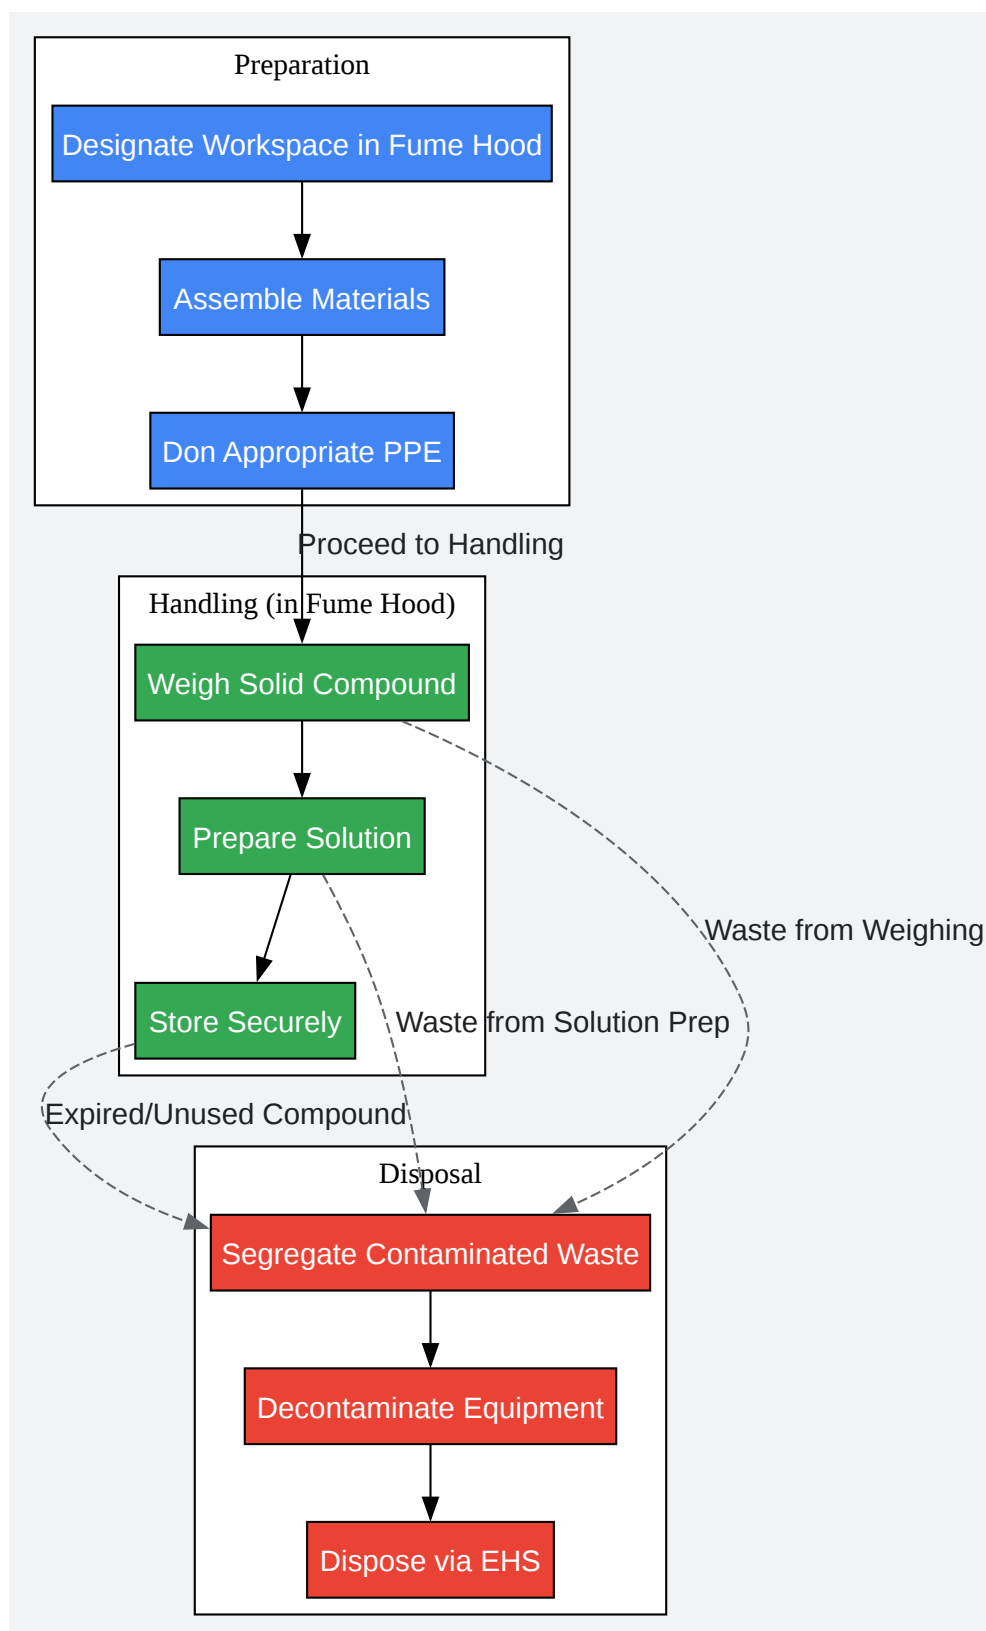 Preparation
Designate Workspace in Fume Hood
Assemble Materials
Don Appropriate PPE
Proceed to Handling
Handling (in Fume Hood)
Weigh Solid Compound
Prepare Solution
Waste from Weighing
Store Securely
Waste from Solution Prep
Expired/Unused Compound
Disposal
Segregate Contaminated Waste
Decontaminate Equipment
Dispose via EHS